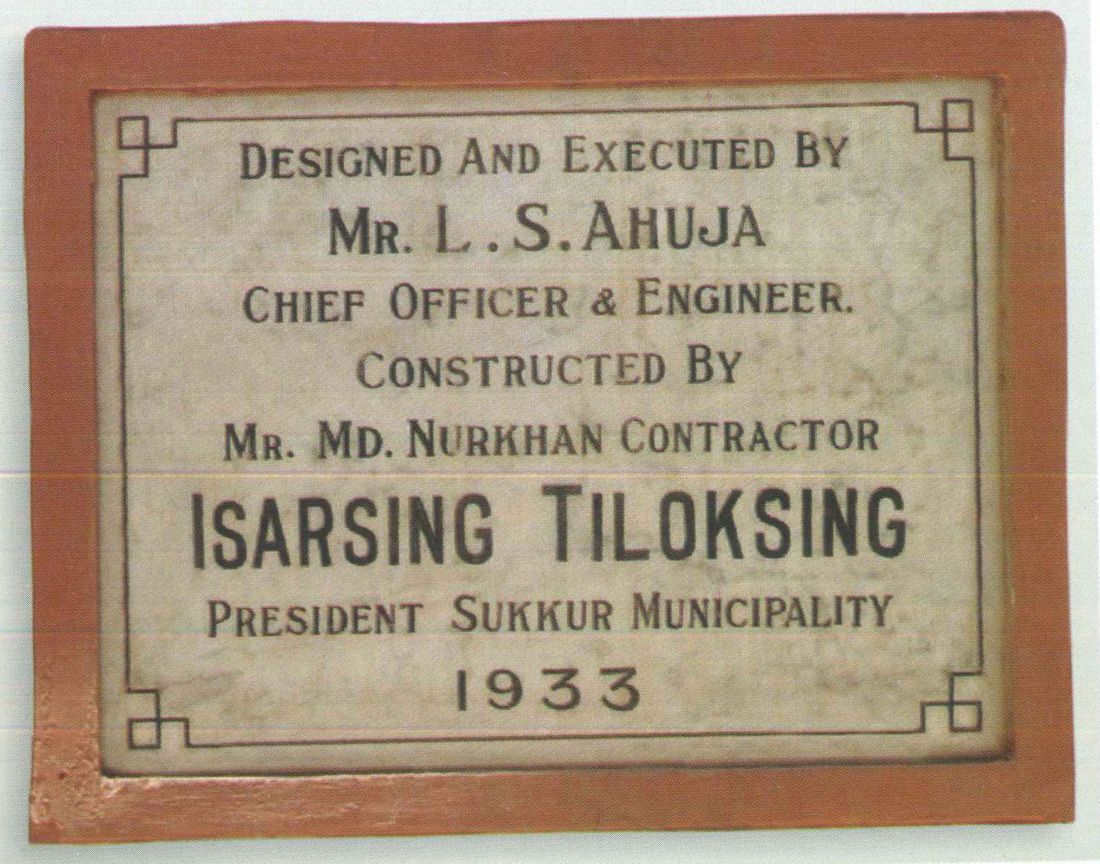 DESIGNED AND EXECUTED BY
MR. L.S. AHUJA
CHIEF OFFICER & ENGINEER.
CONSTRUCTED BY
MR. MD. NURKHAN CONTRACTOR
ISARSING TILOKSING
PRESIDENT SUKKUR MUNICIPALITY
1933